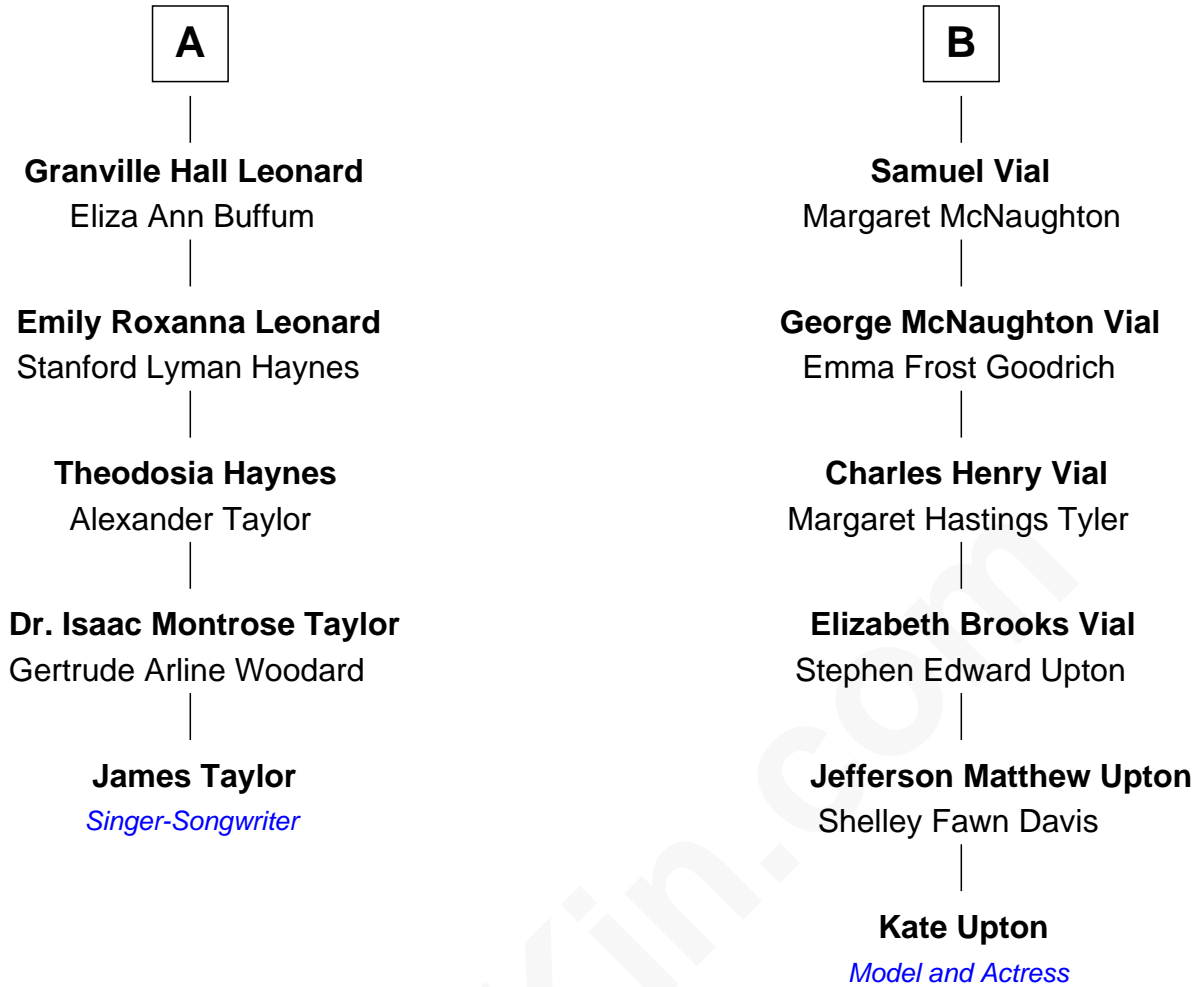 A
Granville Hall Leonard
Eliza Ann Buffum
Emily Roxanna Leonard
Stanford Lyman Haynes
Theodosia Haynes
Alexander Taylor
Dr. Isaac Montrose Taylor
Gertrude Arline Woodard
James Taylor
Singer-Songwriter
B
Samuel Vial
Margaret McNaughton
George McNaughton Vial
Emma Frost Goodrich
Charles Henry Vial
Margaret Hastings Tyler
Elizabeth Brooks Vial
Stephen Edward Upton
Jefferson Matthew Upton
Shelley Fawn Davis
Kate Upton
Model and Actress